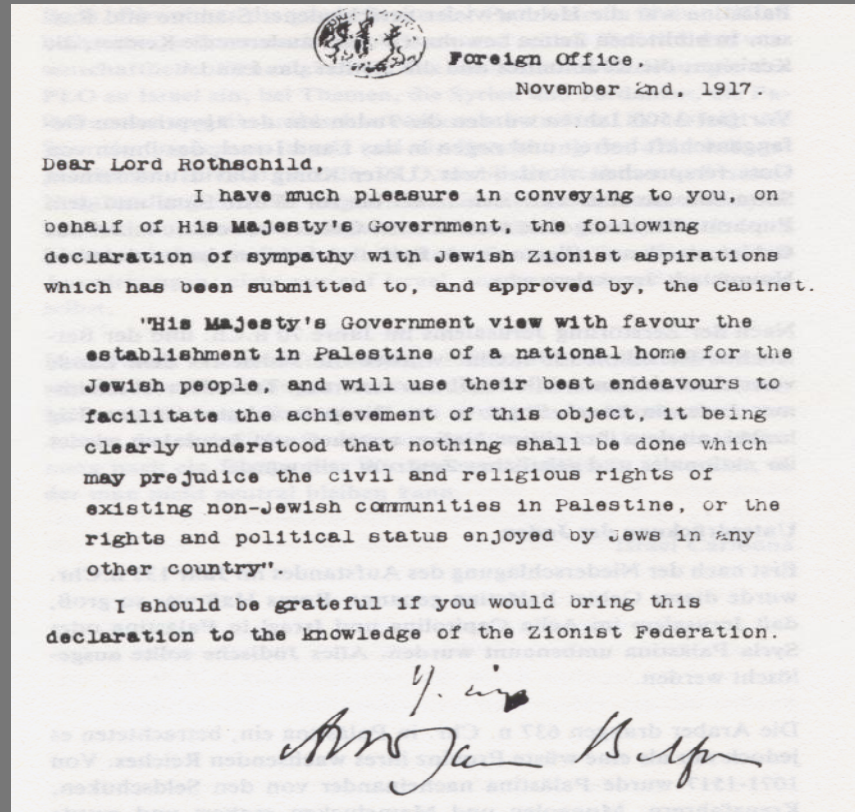 Foreign Office,
November 2nd, 1917.
Dear Lord Rothschild,
I have much pleasure in conveying to you, on
behalf of His Majesty's Government, the following
declaration of sympathy with Jewish Zionist aspirations
which has been submitted to, and approved by, the Cabinet.
"His Majesty's Government view with favour the
establishment in Palestine of a national home for the
Jewish people, and will use their best endeavours to
facilitate the achievement of this object, it being
clearly understood that nothing shall be done which
may prejudice the civil and religious rights of
existing non-Jewish communities in Palestine, or the
rights and political status enjoyed by Jews in any
other country".
I should be grateful if you would bring this
declaration to the knowledge of the Zionist Federation.